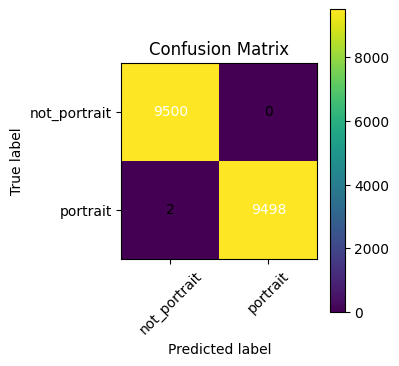 Confusion Matrix
True label
not_portrait
portrait
9500
0
2
9498
not_portrait
portrait
Predicted label
8000
6000
4000
2000
0